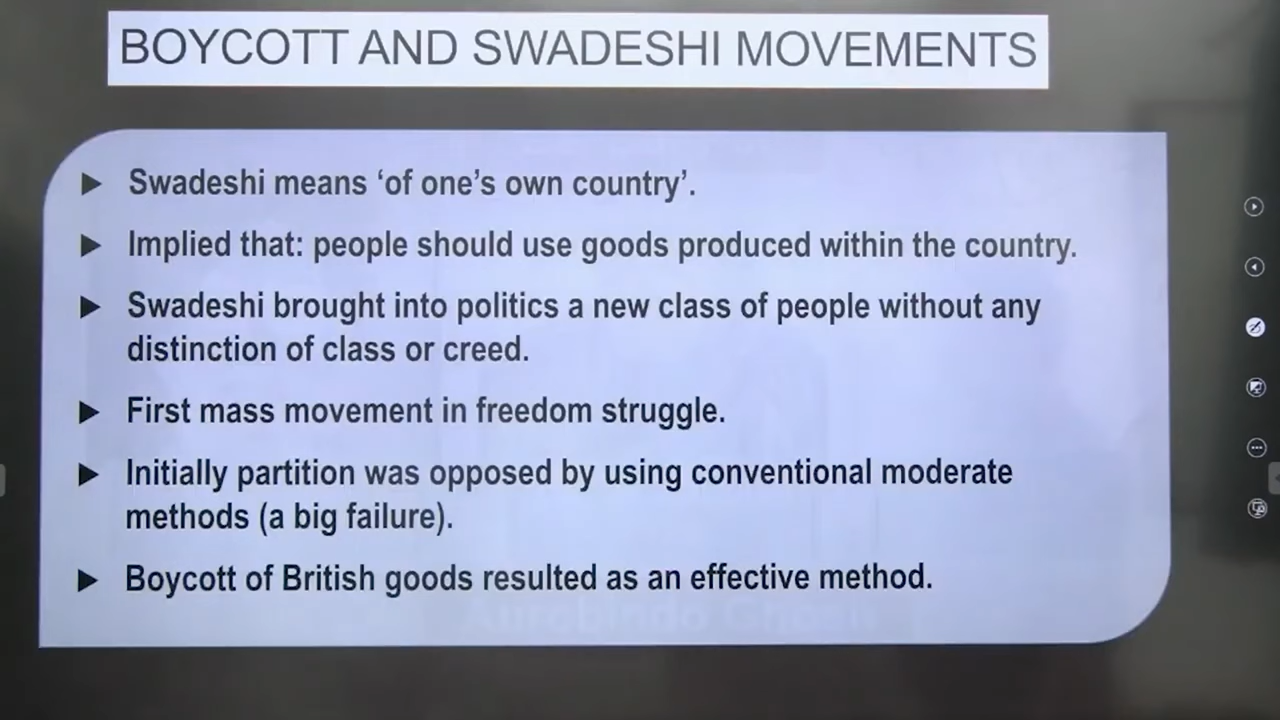 BOYCOTT AND SWADESHI MOVEMENTS
▶ Swadeshi means ‘of one’s own country’.
▶ Implied that: people should use goods produced within the country.
▶ Swadeshi brought into politics a new class of people without any
distinction of class or creed.
▶ First mass movement in freedom struggle.
▶ Initially partition was opposed by using conventional moderate
methods (a big failure).
▶ Boycott of British goods resulted as an effective method.
Aurobindo Ghosh